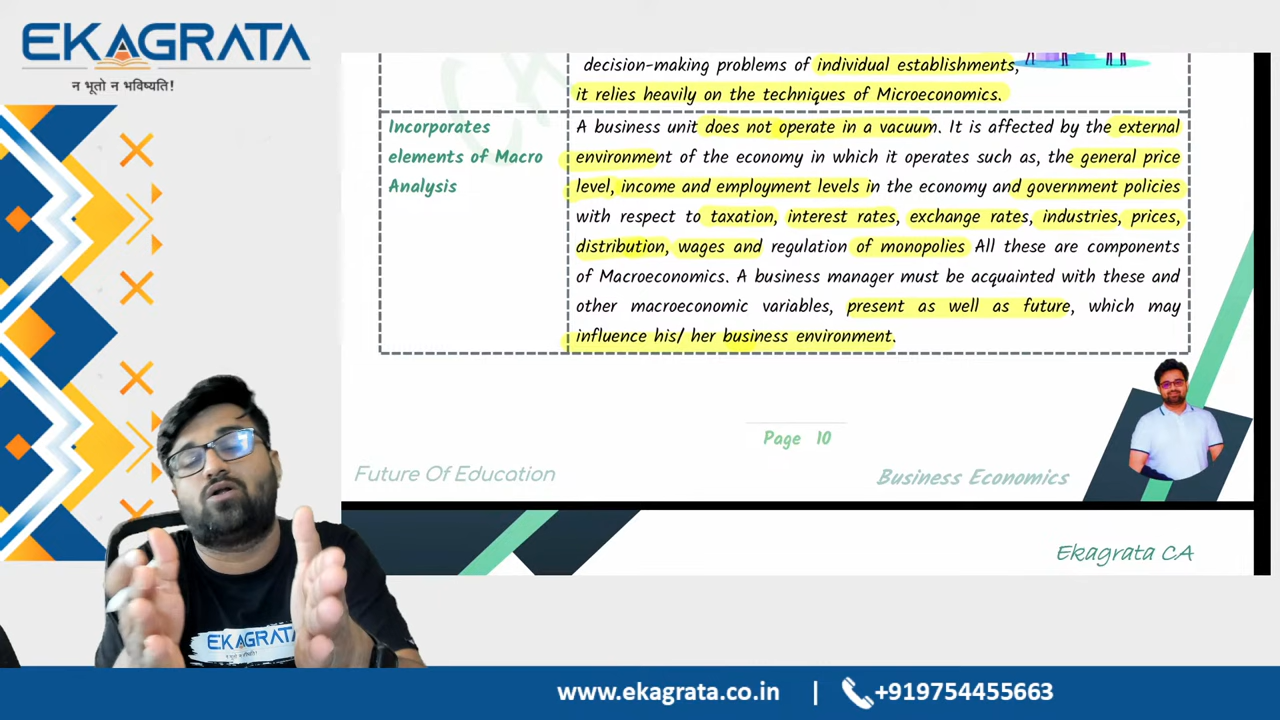 EKAGRATA
न भूतो न भविष्यति!
decision-making problems of individual establishments,
it relies heavily on the techniques of Microeconomics.
Incorporates
elements of Macro
Analysis
A business unit does not operate in a vacuum. It is affected by the external
environment of the economy in which it operates such as, the general price
level, income and employment levels in the economy and government policies
with respect to taxation, interest rates, exchange rates, industries, prices,
distribution, wages and regulation of monopolies All these are components
of Macroeconomics. A business manager must be acquainted with these and
other macroeconomic variables, present as well as future, which may
influence his/ her business environment.
Page 10
Future Of Education
Business Economics
Ekagrata CA
EKAGRATA
www.ekagrata.co.in | +919754455663